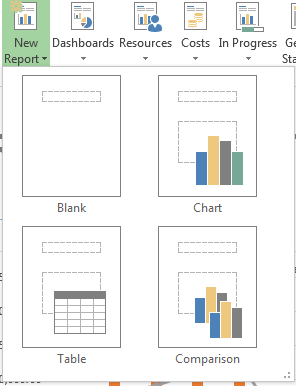 New Report
Dashboards
Resources
Costs
In Progress
Blank
Chart
Table
Comparison